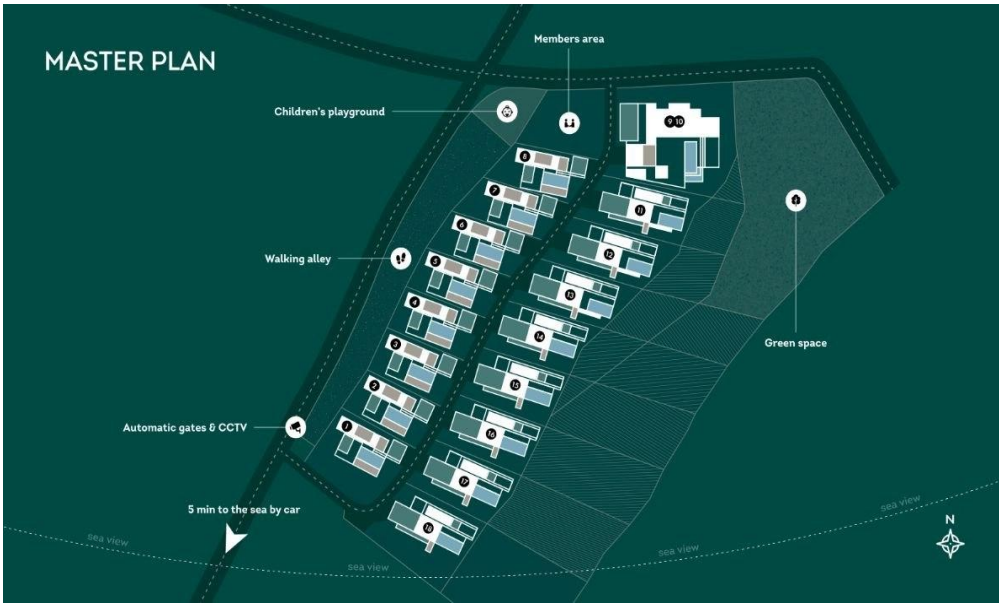 MASTER PLAN
Members area
Children's playground
9 10
8
7
11
6
12
Walking alley
5
13
4
14
3
Green space
15
2
1
Automatic gates & CCTV
16
17
5 min to the sea by car
18
sea view
sea view
sea view
sea view
N